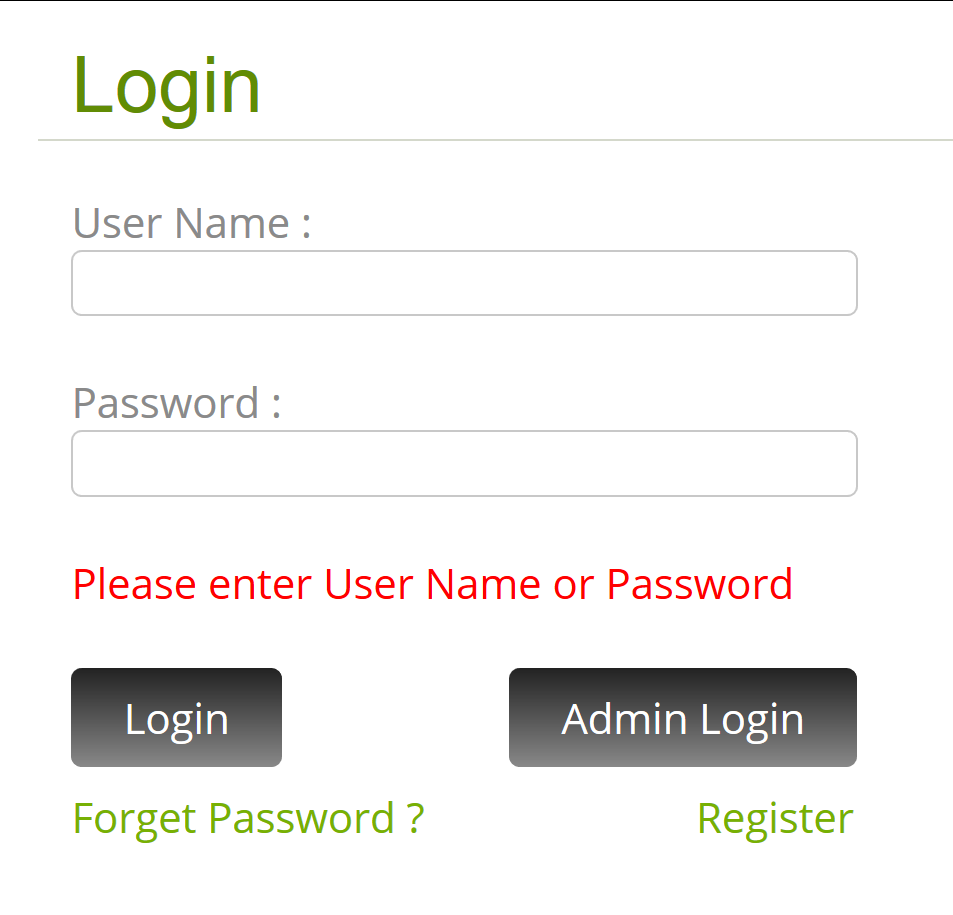 Login
User Name :
Password :
Please enter User Name or Password
Login Admin Login
Forget Password ? Register